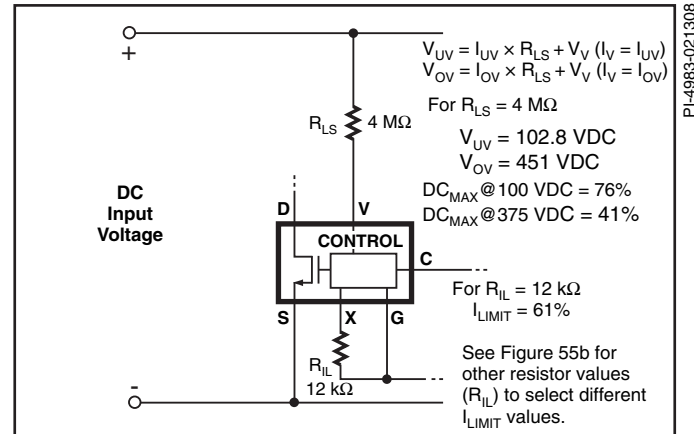 V_UV = I_UV × R_LS + V_V (I_V = I_UV)
V_OV = I_OV × R_LS + V_V (I_V = I_OV)
For R_LS = 4 MΩ
V_UV = 102.8 VDC
V_OV = 451 VDC
DC_MAX@100 VDC = 76%
DC_MAX@375 VDC = 41%
+
R_LS
4 MΩ
DC
Input
Voltage
D
V
CONTROL
C
S
X
G
For R_IL = 12 kΩ
I_LIMIT = 61%
R_IL
12 kΩ
See Figure 55b for
other resistor values
(R_IL) to select different
I_LIMIT values.
-
PI-4983-021308